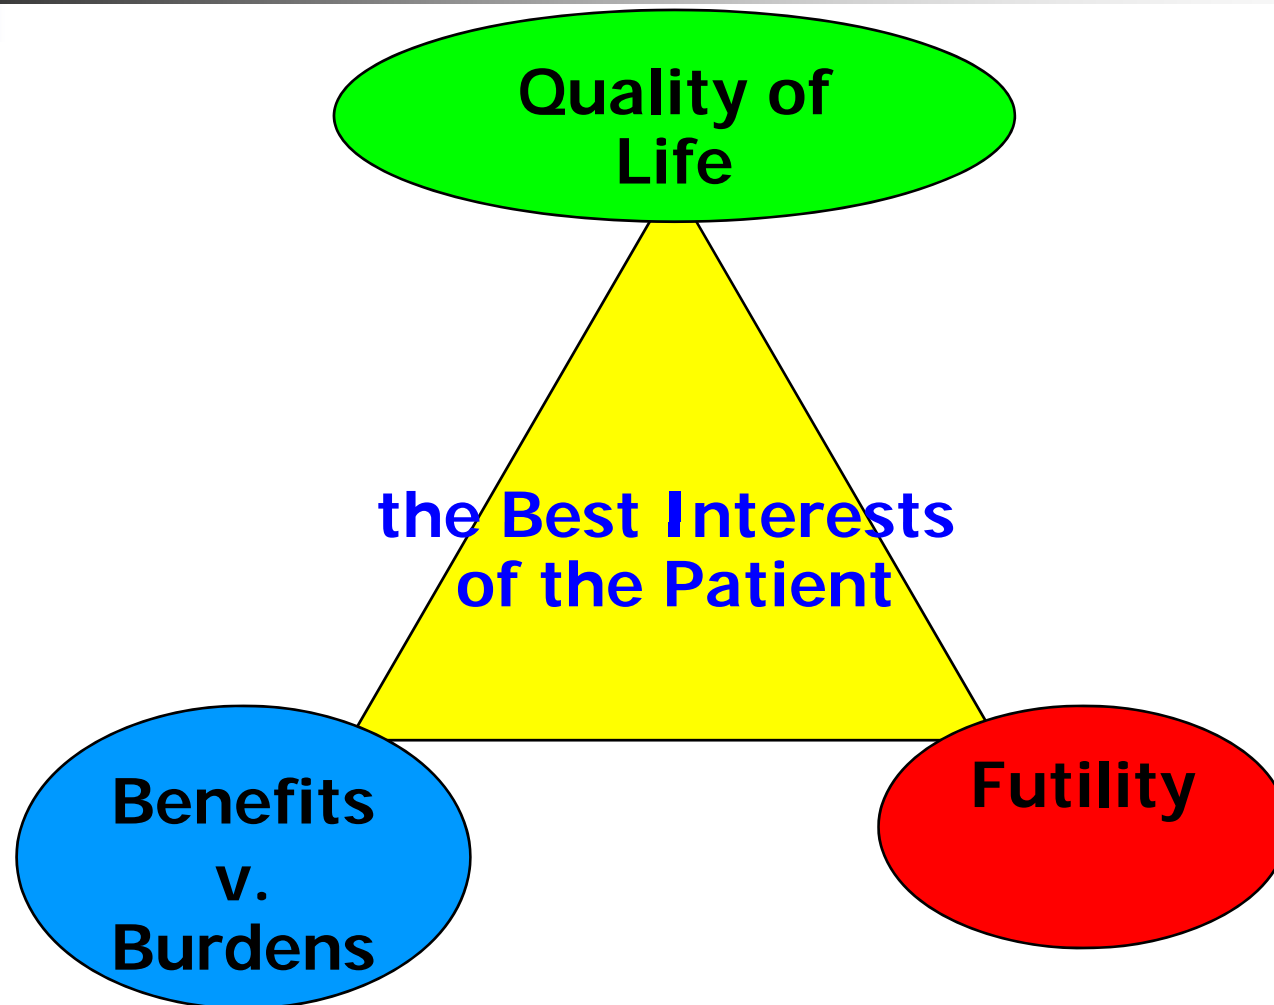 Quality of
Life
the Best Interests
of the Patient
Benefits
v.
Burdens
Futility